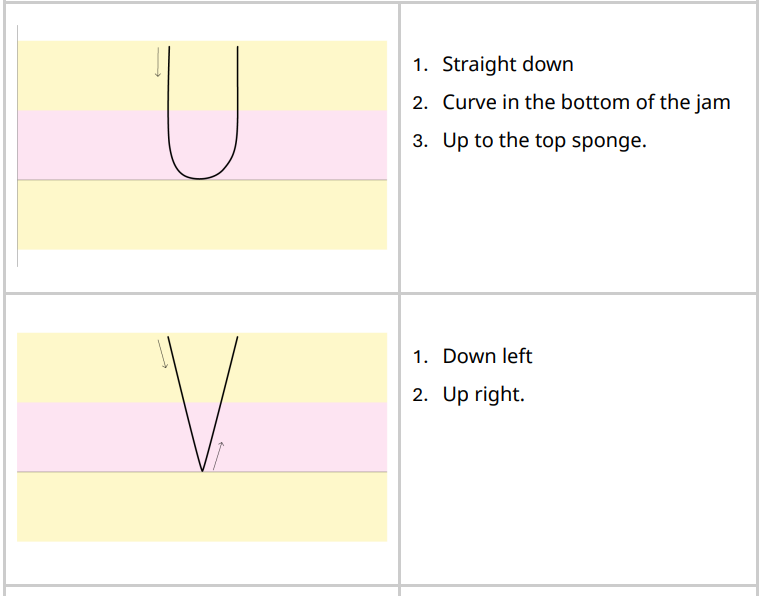 U
1. Straight down
2. Curve in the bottom of the jam
3. Up to the top sponge.
V
1. Down left
2. Up right.